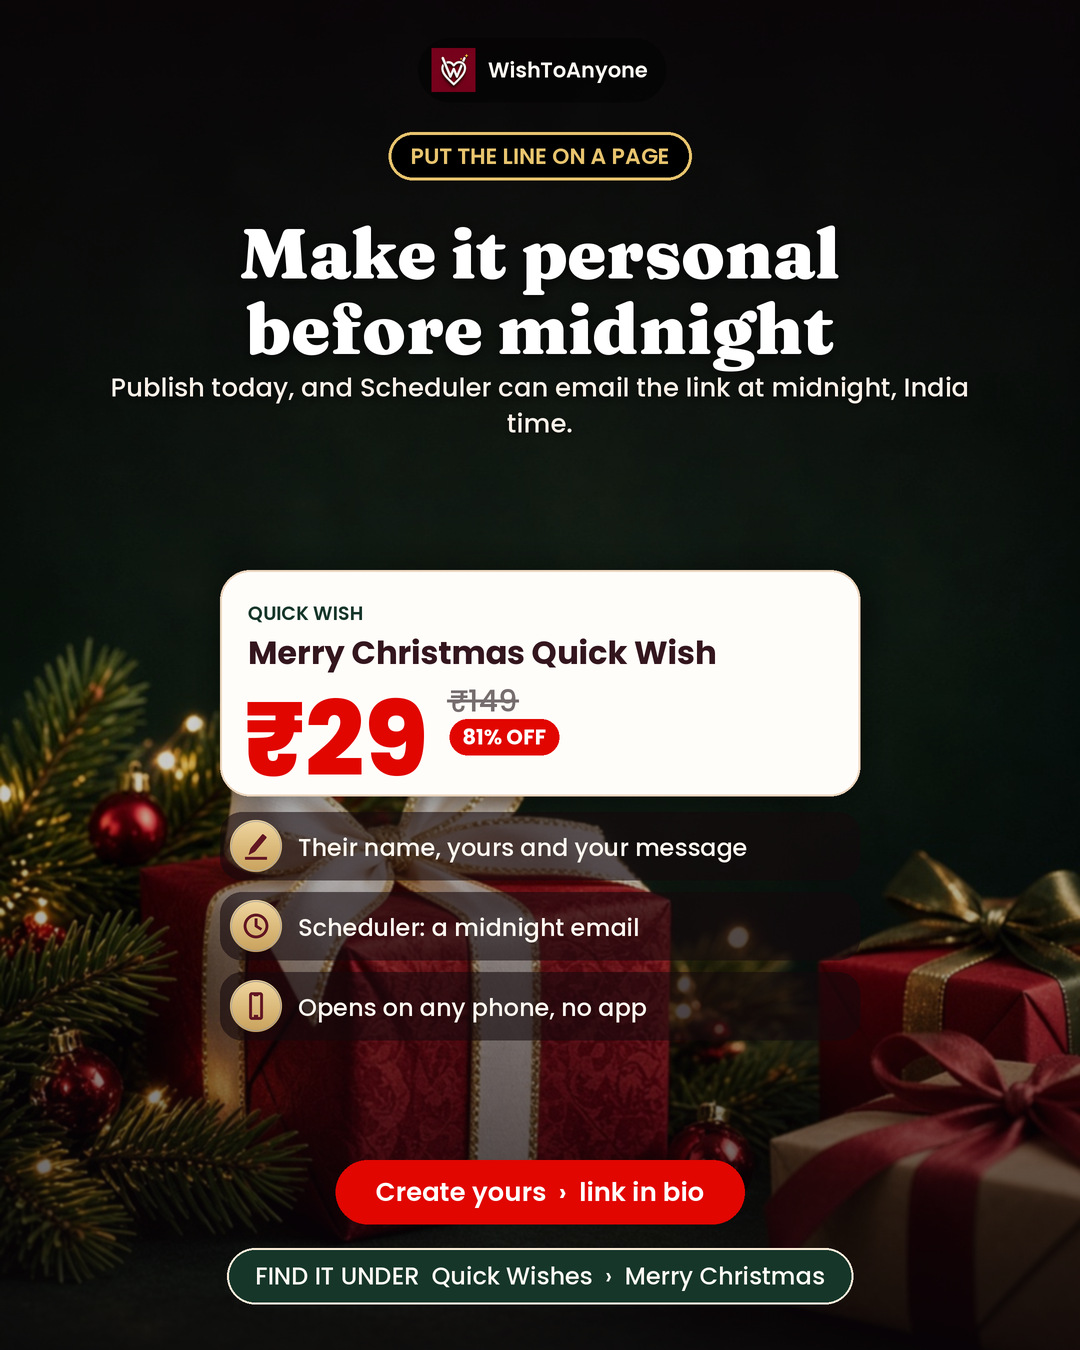 WishToAnyone
PUT THE LINE ON A PAGE
Make it personal
before midnight
Publish today, and Scheduler can email the link at midnight, India
time.
QUICK WISH
Merry Christmas Quick Wish
₹29
₹149
81% OFF
Their name, yours and your message
Scheduler: a midnight email
Opens on any phone, no app
Create yours › link in bio
FIND IT UNDER Quick Wishes › Merry Christmas